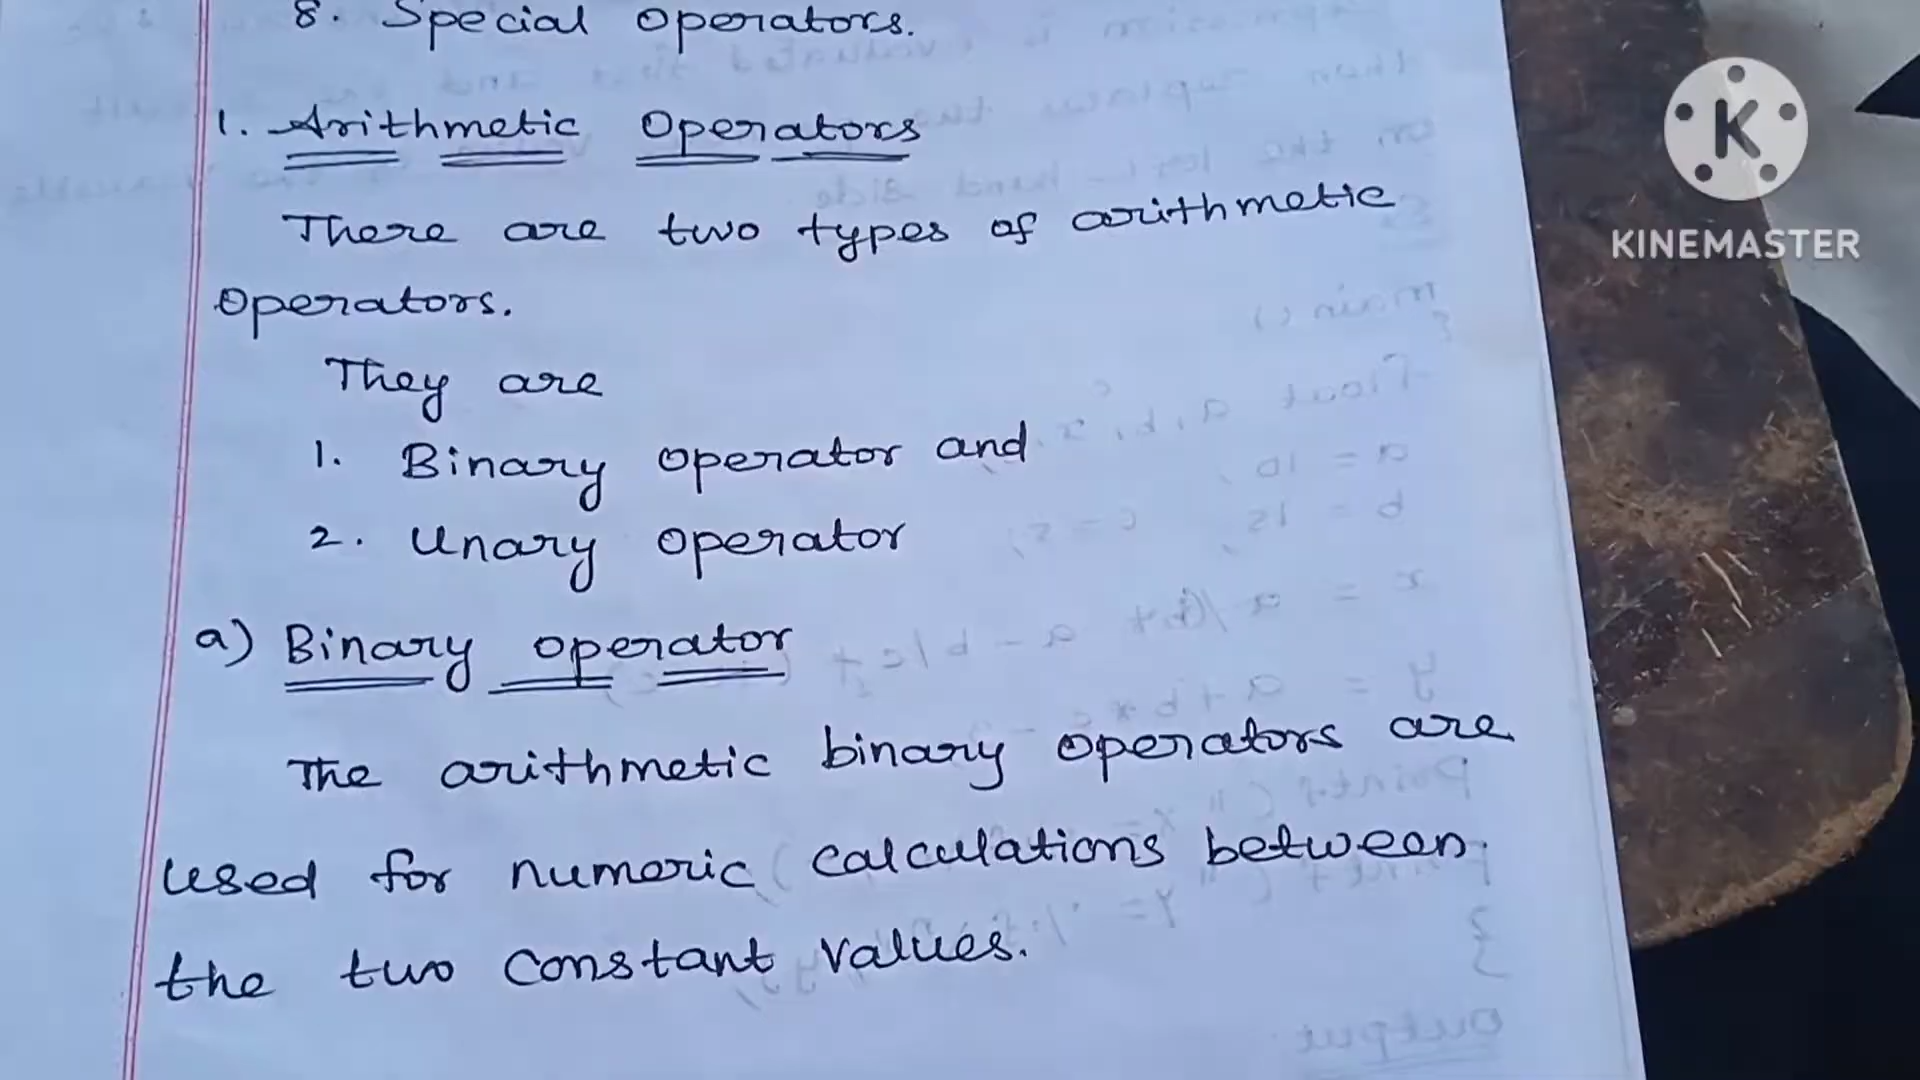 8. Special operators.
1. Arithmetic Operators
There are two types of arithmetic
operators.
They are
1. Binary operator and
2. Unary operator
a) Binary operator
The arithmetic binary operators are
used for numeric calculations between
the two constant values.
K
KINEMASTER